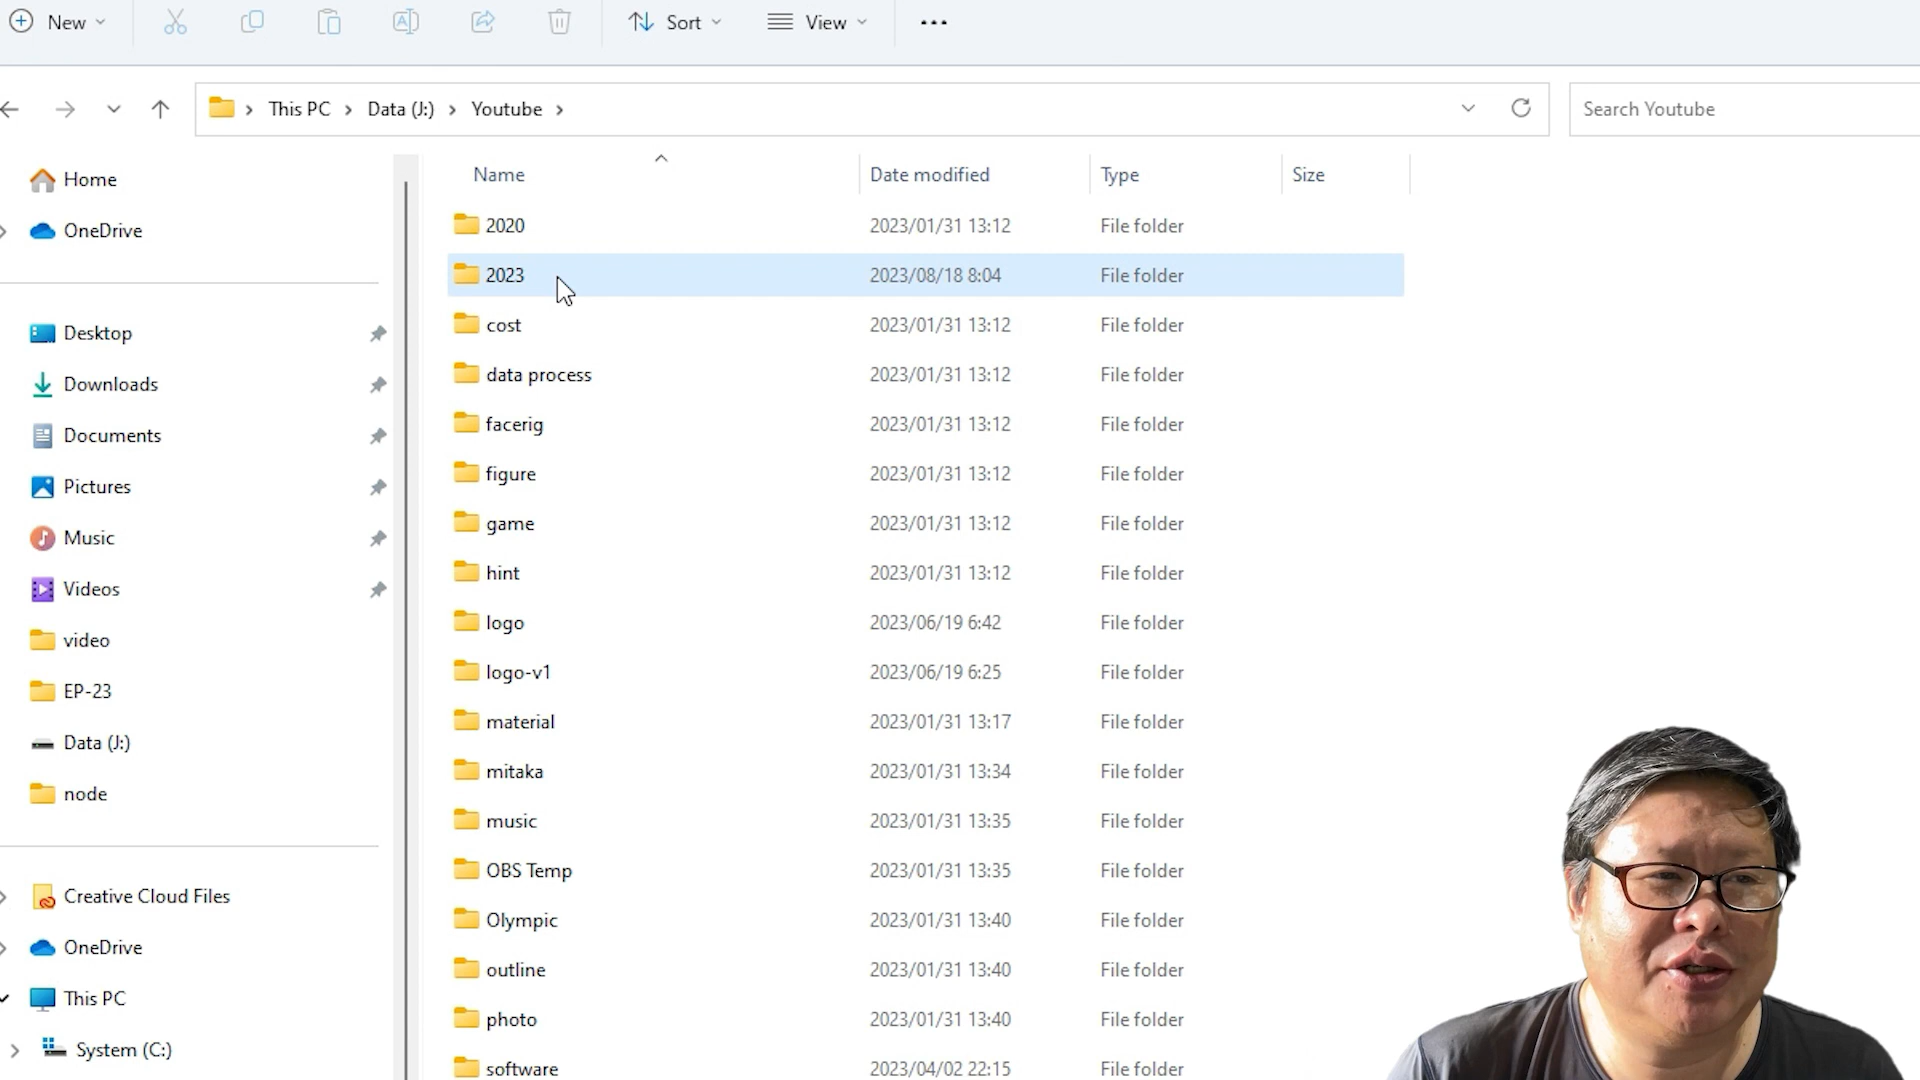 New
Sort
View
This PC
Data (J:)
Youtube
Search Youtube
Name
Date modified
Type
Size
Home
OneDrive
Desktop
Downloads
Documents
Pictures
Music
Videos
video
EP-23
Data (J:)
node
Creative Cloud Files
OneDrive
This PC
System (C:)
2020 2023/01/31 13:12 File folder
2023 2023/08/18 8:04 File folder
cost 2023/01/31 13:12 File folder
data process 2023/01/31 13:12 File folder
facerig 2023/01/31 13:12 File folder
figure 2023/01/31 13:12 File folder
game 2023/01/31 13:12 File folder
hint 2023/01/31 13:12 File folder
logo 2023/06/19 6:42 File folder
logo-v1 2023/06/19 6:25 File folder
material 2023/01/31 13:17 File folder
mitaka 2023/01/31 13:34 File folder
music 2023/01/31 13:35 File folder
OBS Temp 2023/01/31 13:35 File folder
Olympic 2023/01/31 13:40 File folder
outline 2023/01/31 13:40 File folder
photo 2023/01/31 13:40 File folder
software 2023/04/02 22:15 File folder